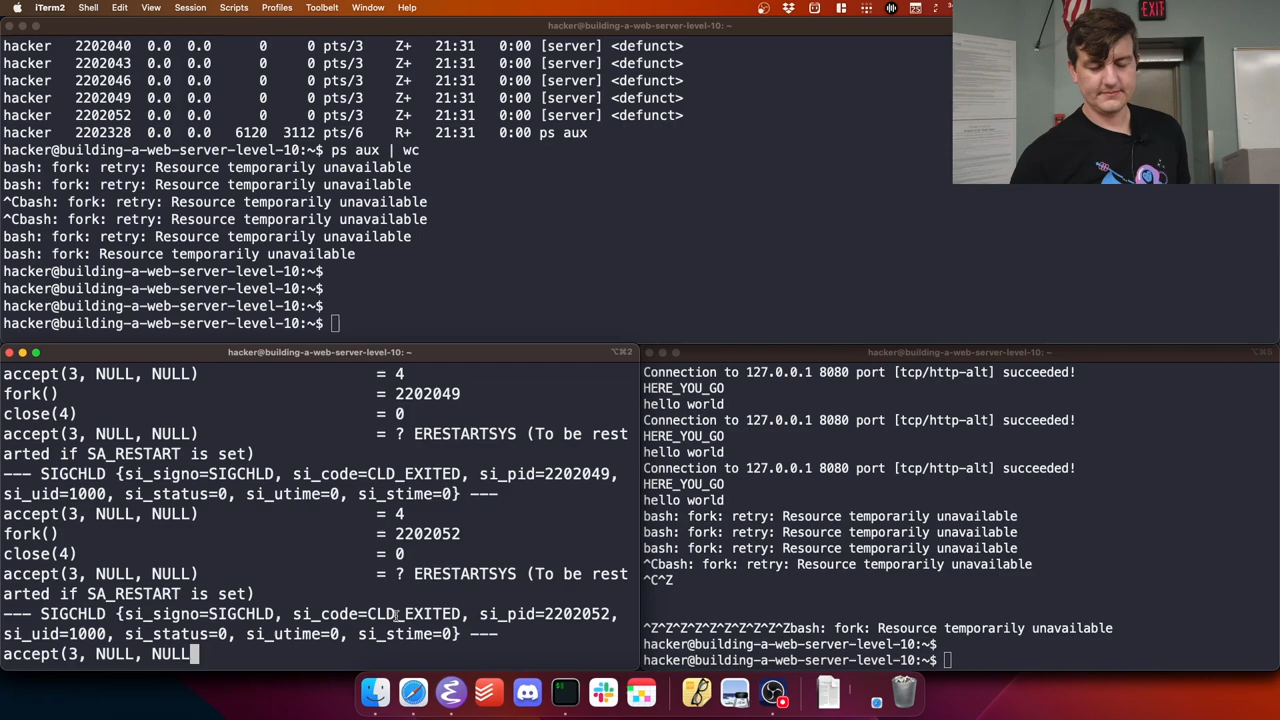 iTerm2 Shell Edit View Session Scripts Profiles Toolbelt Window Help
EXIT
hacker@building-a-web-server-level-10: ~
hacker 2202040 0.0 0.0 0 0 pts/3 Z+ 21:31 0:00 [server] <defunct>
hacker 2202043 0.0 0.0 0 0 pts/3 Z+ 21:31 0:00 [server] <defunct>
hacker 2202046 0.0 0.0 0 0 pts/3 Z+ 21:31 0:00 [server] <defunct>
hacker 2202049 0.0 0.0 0 0 pts/3 Z+ 21:31 0:00 [server] <defunct>
hacker 2202052 0.0 0.0 0 0 pts/3 Z+ 21:31 0:00 [server] <defunct>
hacker 2202328 0.0 0.0 6120 3112 pts/6 R+ 21:31 0:00 ps aux
hacker@building-a-web-server-level-10:~$ ps aux | wc
bash: fork: retry: Resource temporarily unavailable
bash: fork: retry: Resource temporarily unavailable
^Cbash: fork: retry: Resource temporarily unavailable
^Cbash: fork: retry: Resource temporarily unavailable
bash: fork: retry: Resource temporarily unavailable
bash: fork: Resource temporarily unavailable
hacker@building-a-web-server-level-10:~$
hacker@building-a-web-server-level-10:~$
hacker@building-a-web-server-level-10:~$
hacker@building-a-web-server-level-10:~$
hacker@building-a-web-server-level-10: ~ ⌥⌘2
accept(3, NULL, NULL) = 4
fork() = 2202049
close(4) = 0
accept(3, NULL, NULL) = ? ERESTARTSYS (To be rest
arted if SA_RESTART is set)
--- SIGCHLD {si_signo=SIGCHLD, si_code=CLD_EXITED, si_pid=2202049,
si_uid=1000, si_status=0, si_utime=0, si_stime=0} ---
accept(3, NULL, NULL) = 4
fork() = 2202052
close(4) = 0
accept(3, NULL, NULL) = ? ERESTARTSYS (To be rest
arted if SA_RESTART is set)
--- SIGCHLD {si_signo=SIGCHLD, si_code=CLD_EXITED, si_pid=2202052,
si_uid=1000, si_status=0, si_utime=0, si_stime=0} ---
accept(3, NULL, NULL
hacker@building-a-web-server-level-10: ~
Connection to 127.0.0.1 8080 port [tcp/http-alt] succeeded!
HERE_YOU_GO
hello world
Connection to 127.0.0.1 8080 port [tcp/http-alt] succeeded!
HERE_YOU_GO
hello world
Connection to 127.0.0.1 8080 port [tcp/http-alt] succeeded!
HERE_YOU_GO
hello world
bash: fork: retry: Resource temporarily unavailable
bash: fork: retry: Resource temporarily unavailable
bash: fork: retry: Resource temporarily unavailable
^Cbash: fork: retry: Resource temporarily unavailable
^C^Z
^Z^Z^Z^Z^Z^Z^Z^Z^Z^Zbash: fork: Resource temporarily unavailable
hacker@building-a-web-server-level-10:~$
hacker@building-a-web-server-level-10:~$